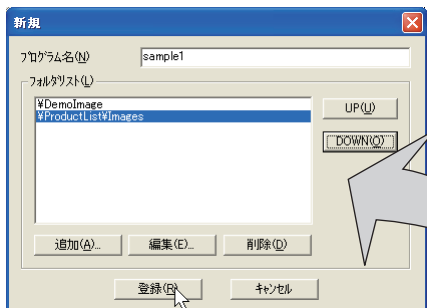 新規
ﾌﾟﾛｸﾞﾗﾑ名(N)
sample1
ﾌｫﾙﾀﾞﾘｽﾄ(L)
¥DemoImage
¥ProductList¥Images
UP(U)
DOWN(O)
追加(A)...
編集(E)...
削除(D)
登録(R)
ｷｬﾝｾﾙ